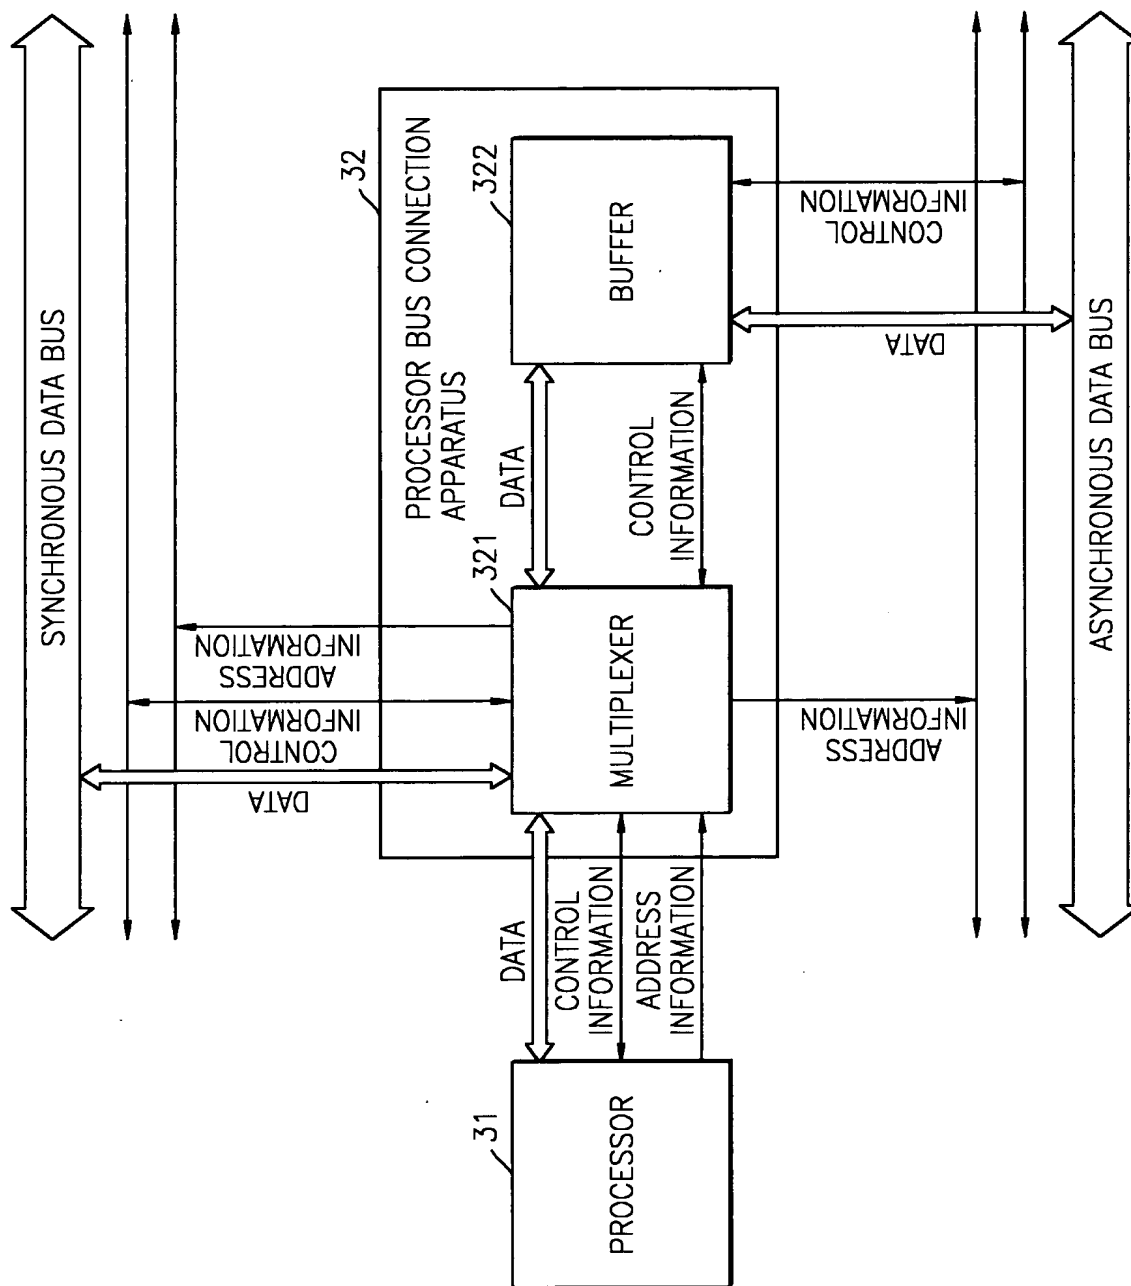 SYNCHRONOUS DATA BUS
32
PROCESSOR BUS CONNECTION
APPARATUS
DATA
CONTROL
INFORMATION
ADDRESS
INFORMATION
31
PROCESSOR
DATA
CONTROL
INFORMATION
ADDRESS
INFORMATION
321
MULTIPLEXER
DATA
CONTROL
INFORMATION
322
BUFFER
ADDRESS
INFORMATION
DATA
CONTROL
INFORMATION
ASYNCHRONOUS DATA BUS